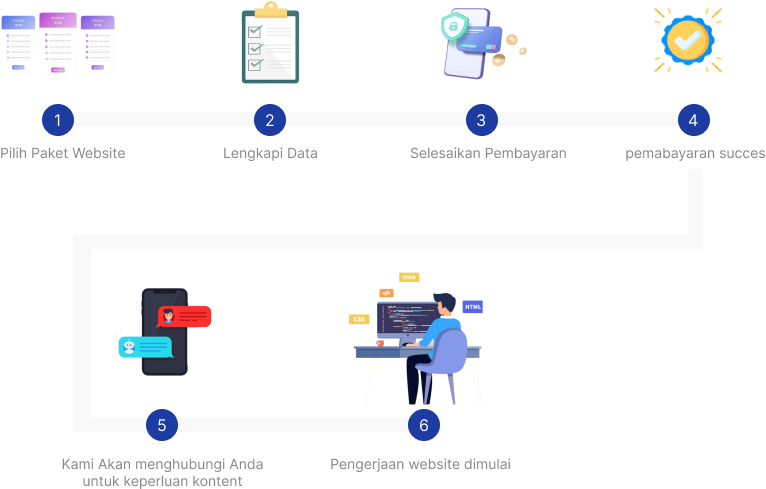 1
2
3
4
Pilih Paket Website
Lengkapi Data
Selesaikan Pembayaran
pemabayaran succes
CODE
</>
HTML
CSS
5
6
Kami Akan menghubungi Anda
untuk keperluan kontent
Pengerjaan website dimulai